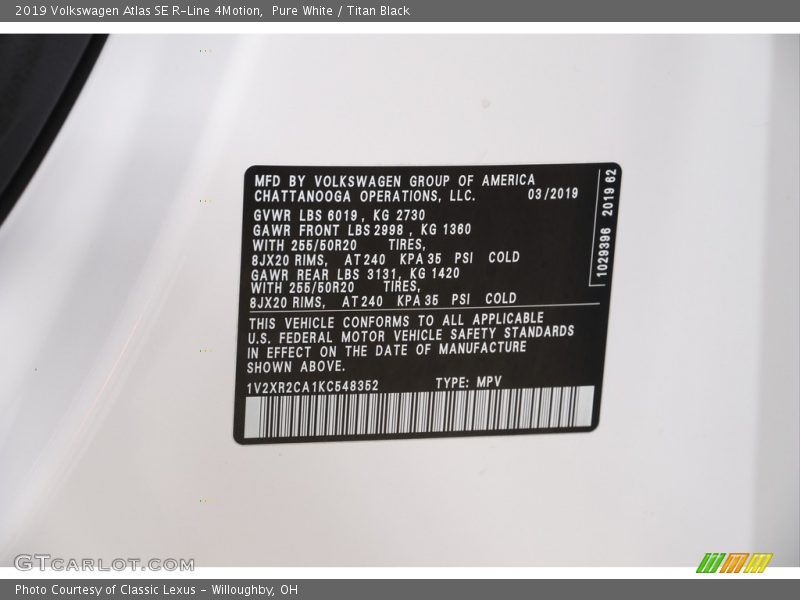 2019 Volkswagen Atlas SE R-Line 4Motion,  Pure White / Titan Black
MFD BY VOLKSWAGEN GROUP OF AMERICA
CHATTANOOGA OPERATIONS, LLC. 03/2019
GVWR LBS 6019 , KG 2730
GAWR FRONT LBS 2998 , KG 1360
WITH 255/50R20 TIRES,
8JX20 RIMS, AT 240 KPA 35 PSI COLD
GAWR REAR LBS 3131, KG 1420
WITH 255/50R20 TIRES,
8JX20 RIMS, AT 240 KPA 35 PSI COLD
THIS VEHICLE CONFORMS TO ALL APPLICABLE
U.S. FEDERAL MOTOR VEHICLE SAFETY STANDARDS
IN EFFECT ON THE DATE OF MANUFACTURE
SHOWN ABOVE.
1V2XR2CA1KC548352 TYPE: MPV
1029396 2019 62
GTCARLOT.COM
Photo Courtesy of Classic Lexus - Willoughby, OH